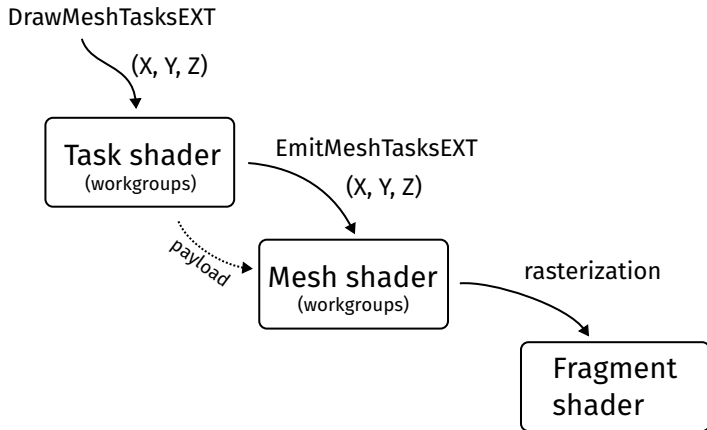 DrawMeshTasksEXT
(X, Y, Z)
Task shader
(workgroups)
EmitMeshTasksEXT
(X, Y, Z)
payload
Mesh shader
(workgroups)
rasterization
Fragment
shader